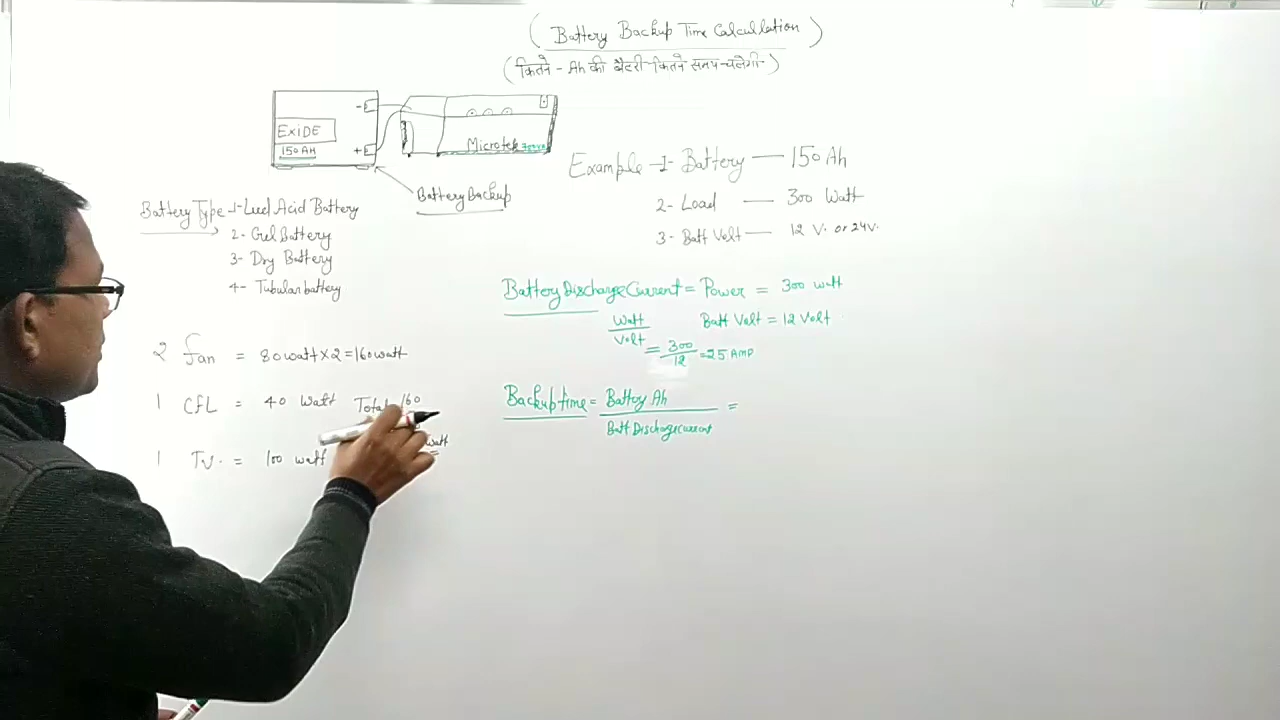 ( Battery Backup Time Calculation )
( कितने - Ah की बैटरी कितने समय चलेगी - )
-
EXIDE
150 AH
+
Microtek
Battery Backup
Example - 1 - Battery — 150 Ah
2 - Load — 300 Watt
3 - Batt Volt — 12 V. or 24V.
Battery Type - 1 - Lead Acid Battery
2 - Gel Battery
3 - Dry Battery
4 - Tubular battery
2 fan = 80 watt × 2 = 160 watt
1 CFL = 40 watt Total 160
watt
1 T.V. = 100 watt
Battery Discharge Current = Power = 300 watt
Watt Batt Volt = 12 Volt
Volt
= 300
12 = 25 AMP
Backup time = Battery Ah =
Batt Discharge current